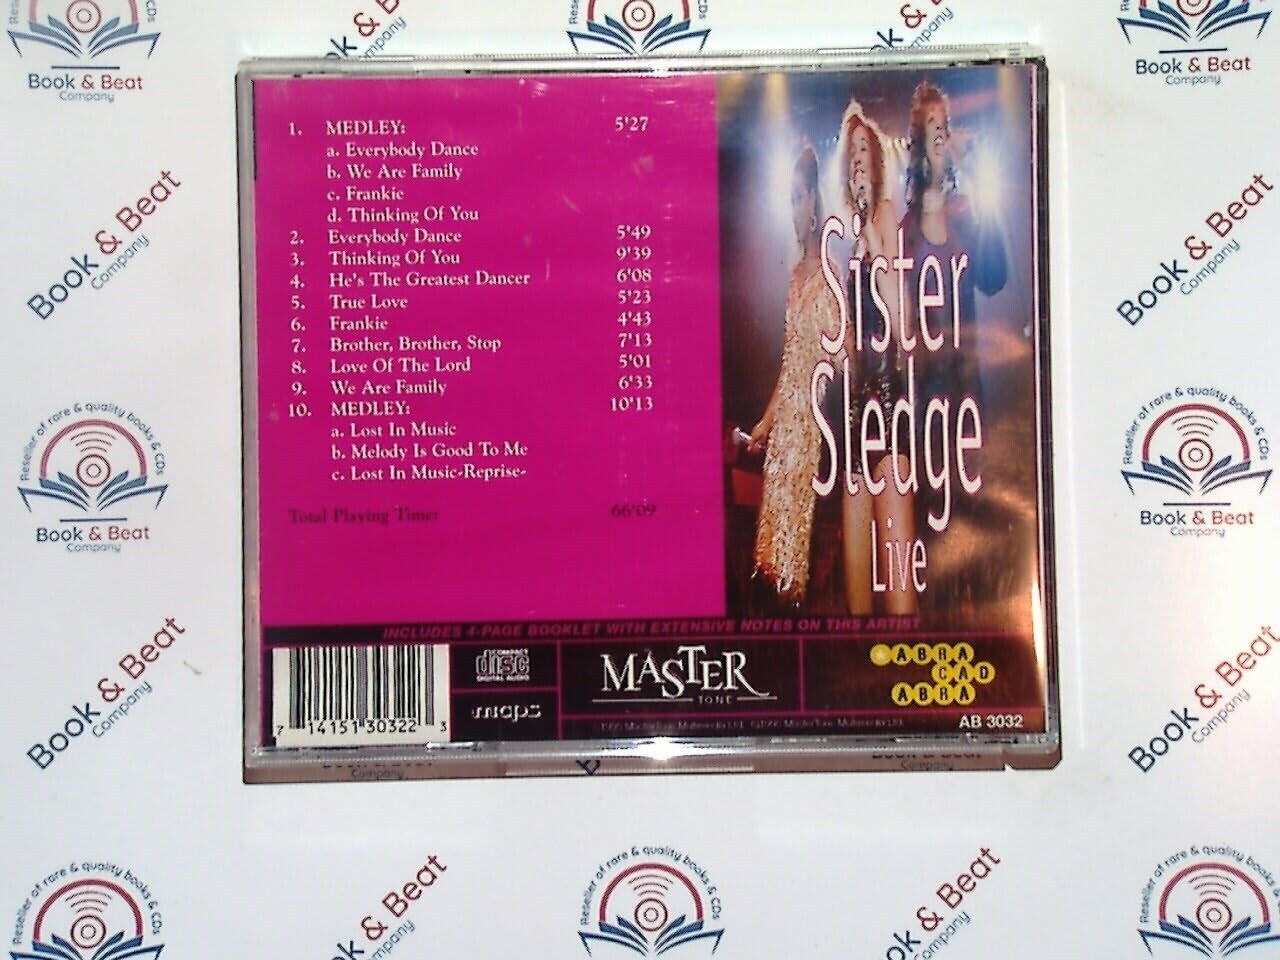 Book & Beat
Company
Book & Beat
Company
1. MEDLEY: 5'27
a. Everybody Dance
b. We Are Family
c. Frankie
d. Thinking Of You
2. Everybody Dance 5'49
3. Thinking Of You 9'39
4. He's The Greatest Dancer 6'08
5. True Love 5'23
6. Frankie 4'43
7. Brother, Brother, Stop 7'13
8. Love Of The Lord 5'01
9. We Are Family 6'33
10. MEDLEY: 10'13
a. Lost In Music
b. Melody Is Good To Me
c. Lost In Music-Reprise-
Total Playing Time: 66'09
Sister
Sledge
Live
INCLUDES 4-PAGE BOOKLET WITH EXTENSIVE NOTES ON THIS ARTIST
7 14151 30322 3
COMPACT
disc
DIGITAL AUDIO
mcps
MASTER
TONE
ABRA
CAD
ABRA
AB 3032
Book & Beat
Company
Book & Beat
Company
Reseller of rare & quality books & CDs
Book & Beat
Company
Reseller of rare & quality books & CDs
Book & Beat
Company
Book & Beat
Company
Book & Beat
Company
Reseller of rare & quality books & CDs
Book & Beat
Company
Reseller of rare & quality books & CDs
Reseller of rare & quality books & CDs